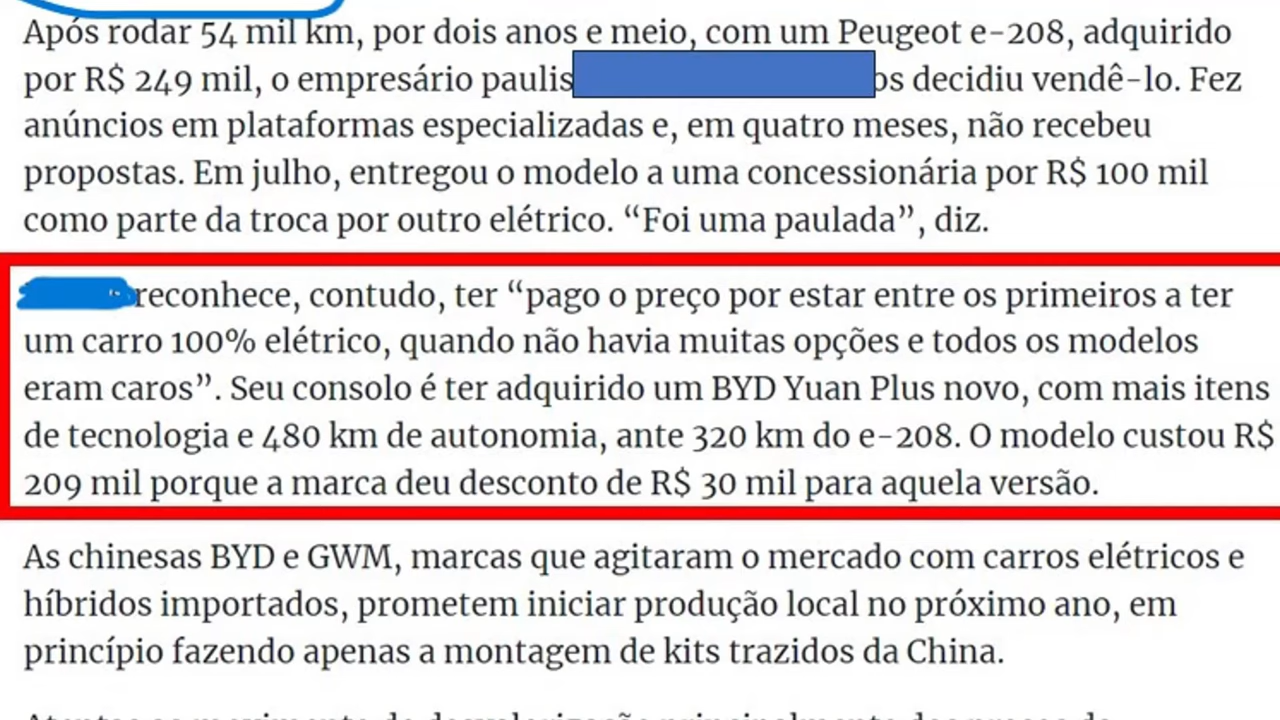 Após rodar 54 mil km, por dois anos e meio, com um Peugeot e-208, adquirido
por R$ 249 mil, o empresário paulis os decidiu vendê-lo. Fez
anúncios em plataformas especializadas e, em quatro meses, não recebeu
propostas. Em julho, entregou o modelo a uma concessionária por R$ 100 mil
como parte da troca por outro elétrico. “Foi uma paulada”, diz.
reconhece, contudo, ter “pago o preço por estar entre os primeiros a ter
um carro 100% elétrico, quando não havia muitas opções e todos os modelos
eram caros”. Seu consolo é ter adquirido um BYD Yuan Plus novo, com mais itens
de tecnologia e 480 km de autonomia, ante 320 km do e-208. O modelo custou R$
209 mil porque a marca deu desconto de R$ 30 mil para aquela versão.
As chinesas BYD e GWM, marcas que agitaram o mercado com carros elétricos e
híbridos importados, prometem iniciar produção local no próximo ano, em
princípio fazendo apenas a montagem de kits trazidos da China.